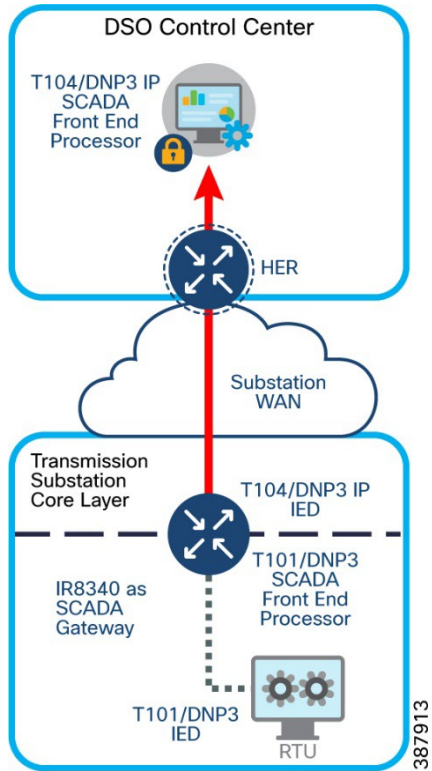 DSO Control Center
T104/DNP3 IP
SCADA
Front End
Processor
HER
Substation
WAN
Transmission
Substation
Core Layer
T104/DNP3 IP
IED
IR8340 as
SCADA
Gateway
T101/DNP3
SCADA
Front End
Processor
T101/DNP3
IED
RTU
387913